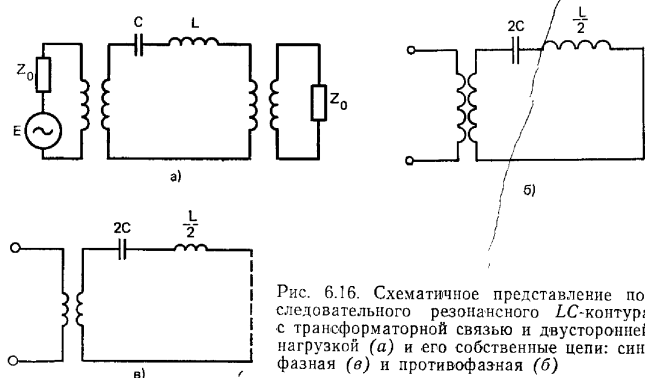 C L
2C L/2
Z₀
E
Z₀
а)
б)
2C L/2
в)
Рис. 6.16. Схематичное представление по-
следовательного резонансного LC-контура
с трансформаторной связью и двусторонней
нагрузкой (а) и его собственные цепи: син-
фазная (в) и противофазная (б)